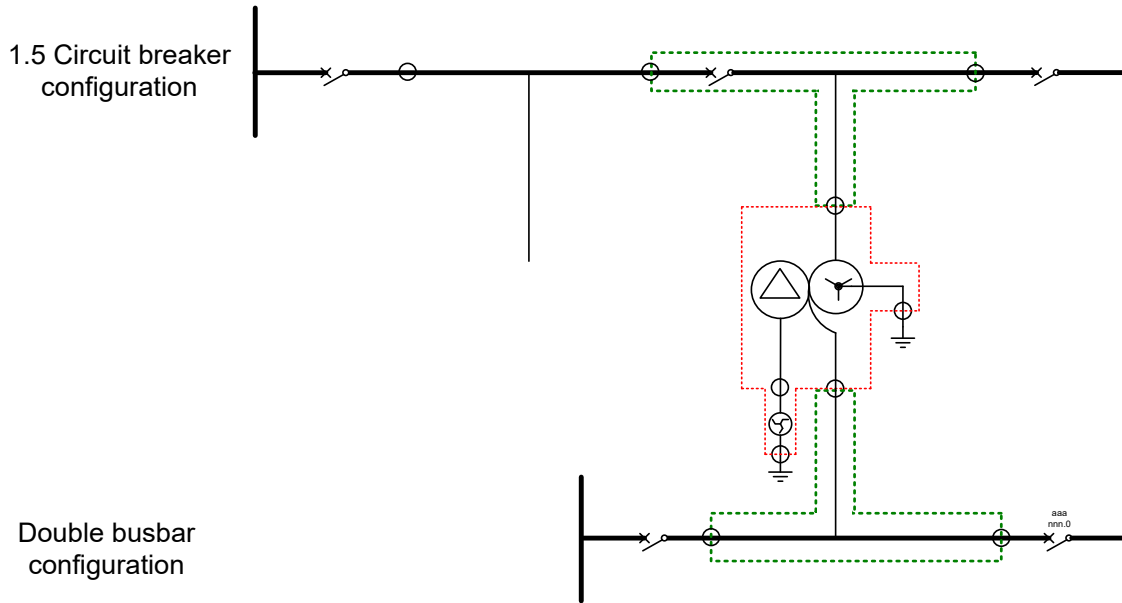 1.5 Circuit breaker
configuration
aaa
nnn.0
Double busbar
configuration